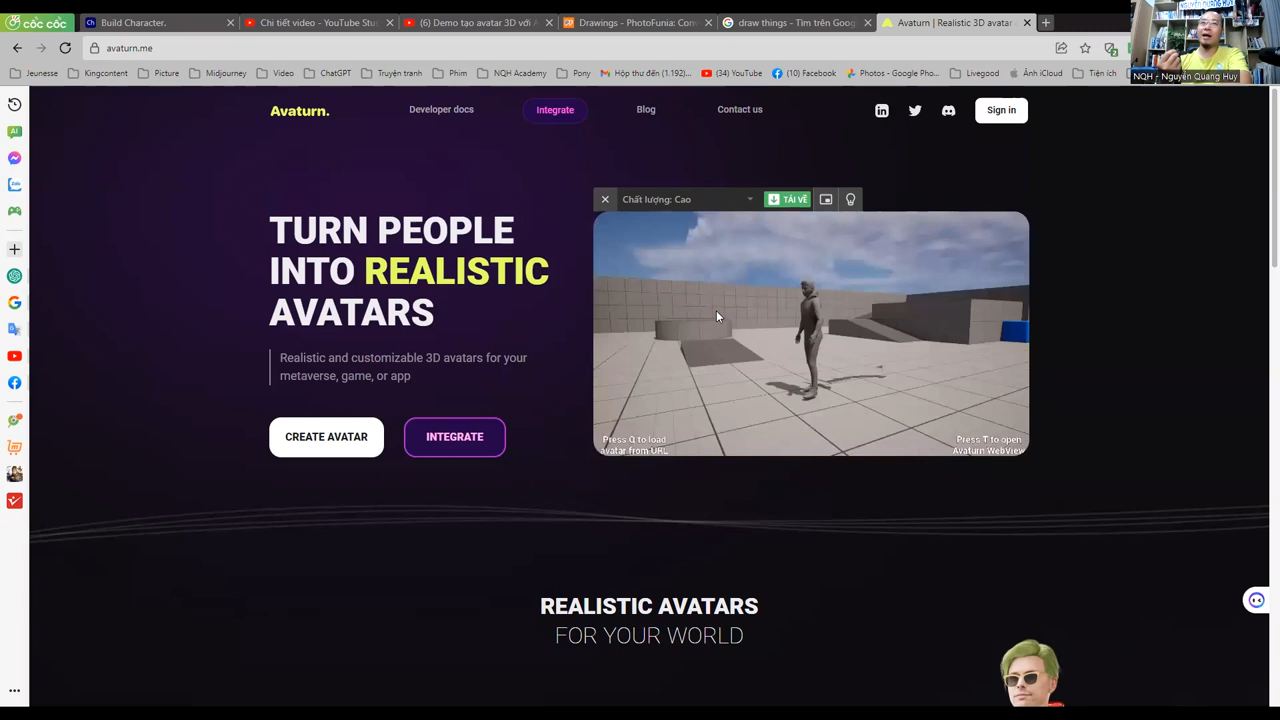 cốc cốc
Build Character.
Chi tiết video - YouTube Stu
(6) Demo tạo avatar 3D với A
Drawings - PhotoFunia: Com
draw things - Tìm trên Goog
Avaturn | Realistic 3D avatar
NGUYỄN QUANG HUY
avaturn.me
NQH - Nguyễn Quang Huy
Jeunesse
Kingcontent
Picture
Midjourney
Video
ChatGPT
Truyện tranh
Phim
NQH Academy
Pony
Hộp thư đến (1.192)...
(34) YouTube
(10) Facebook
Photos - Google Pho...
Livegood
Ảnh iCloud
Tiện ích
Avaturn.
Developer docs
Integrate
Blog
Contact us
Sign in
AI
Zalo
Chất lượng: Cao
TẢI VỀ
TURN PEOPLE
INTO REALISTIC
AVATARS
Realistic and customizable 3D avatars for your
metaverse, game, or app
CREATE AVATAR
INTEGRATE
Press Q to load
avatar from URL
Press T to open
Avaturn WebView
REALISTIC AVATARS
FOR YOUR WORLD